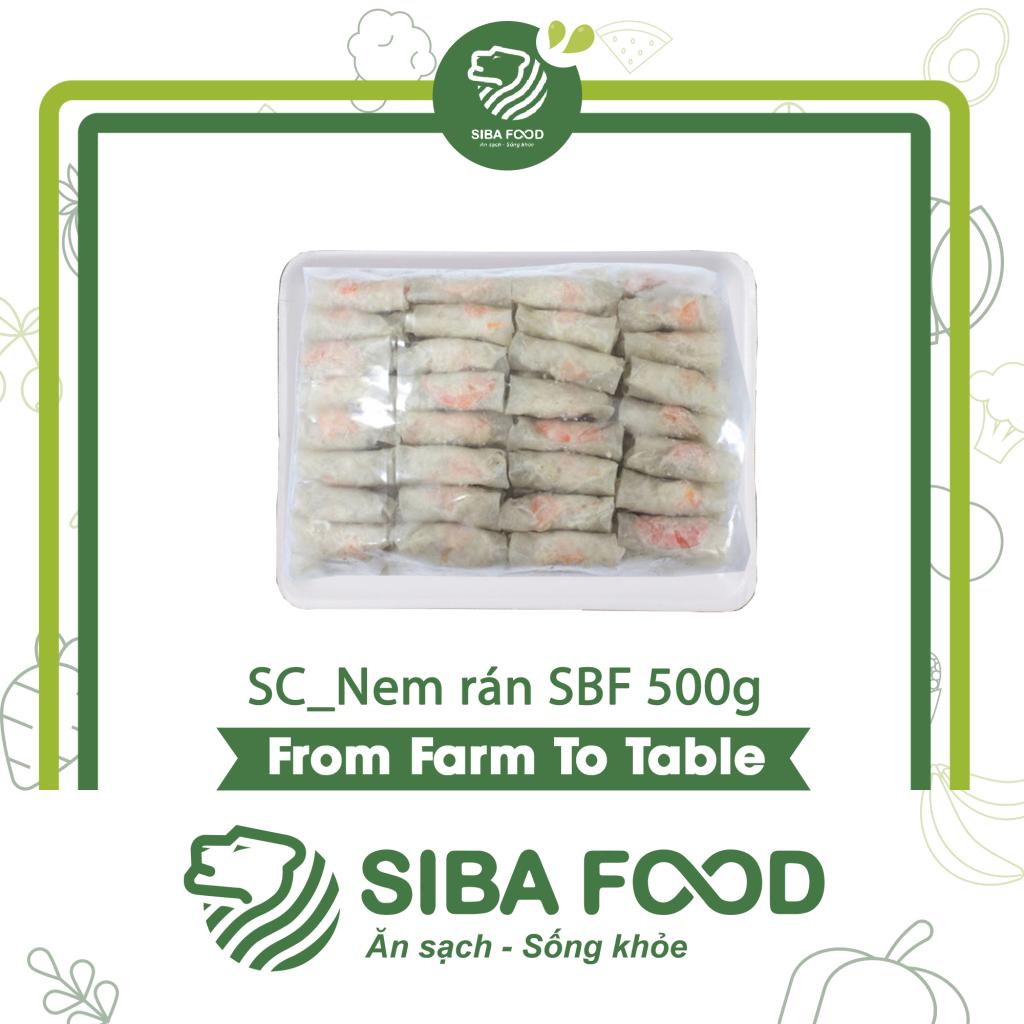 SIBA FOOD
Ăn sạch - Sống khỏe
SC_Nem rán SBF 500g
From Farm To Table
SIBA FOOD
Ăn sạch - Sống khỏe